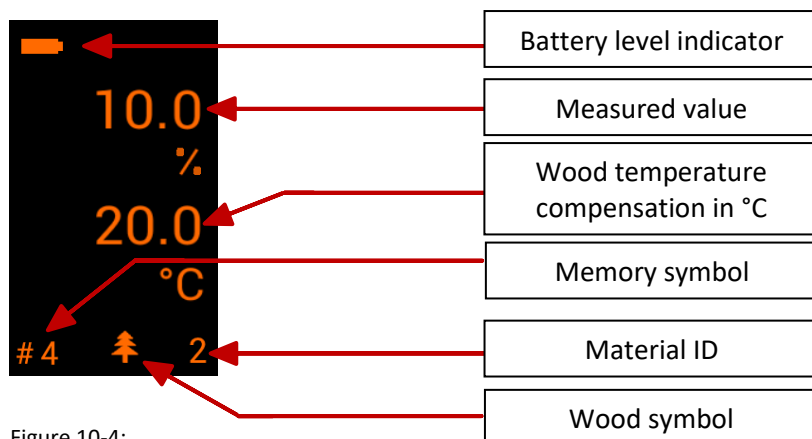 Battery level indicator
10.0
Measured value
%
Wood temperature
compensation in °C
20.0
°C
Memory symbol
# 4
2
Material ID
Wood symbol
Figure 10-4: